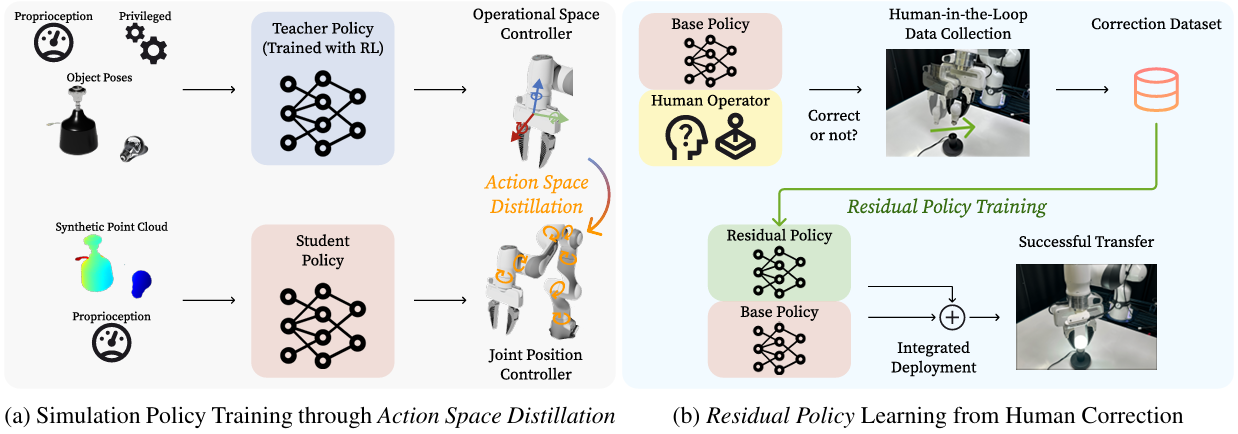 Proprioception
Privileged
Object Poses
Teacher Policy
(Trained with RL)
Operational Space
Controller
Action Space
Distillation
Synthetic Point Cloud
Proprioception
Student
Policy
Joint Position
Controller
(a) Simulation Policy Training through Action Space Distillation
Base Policy
Human Operator
?
Correct
or not?
Human-in-the-Loop
Data Collection
Correction Dataset
Residual Policy Training
Residual Policy
Base Policy
Integrated
Deployment
Successful Transfer
(b) Residual Policy Learning from Human Correction